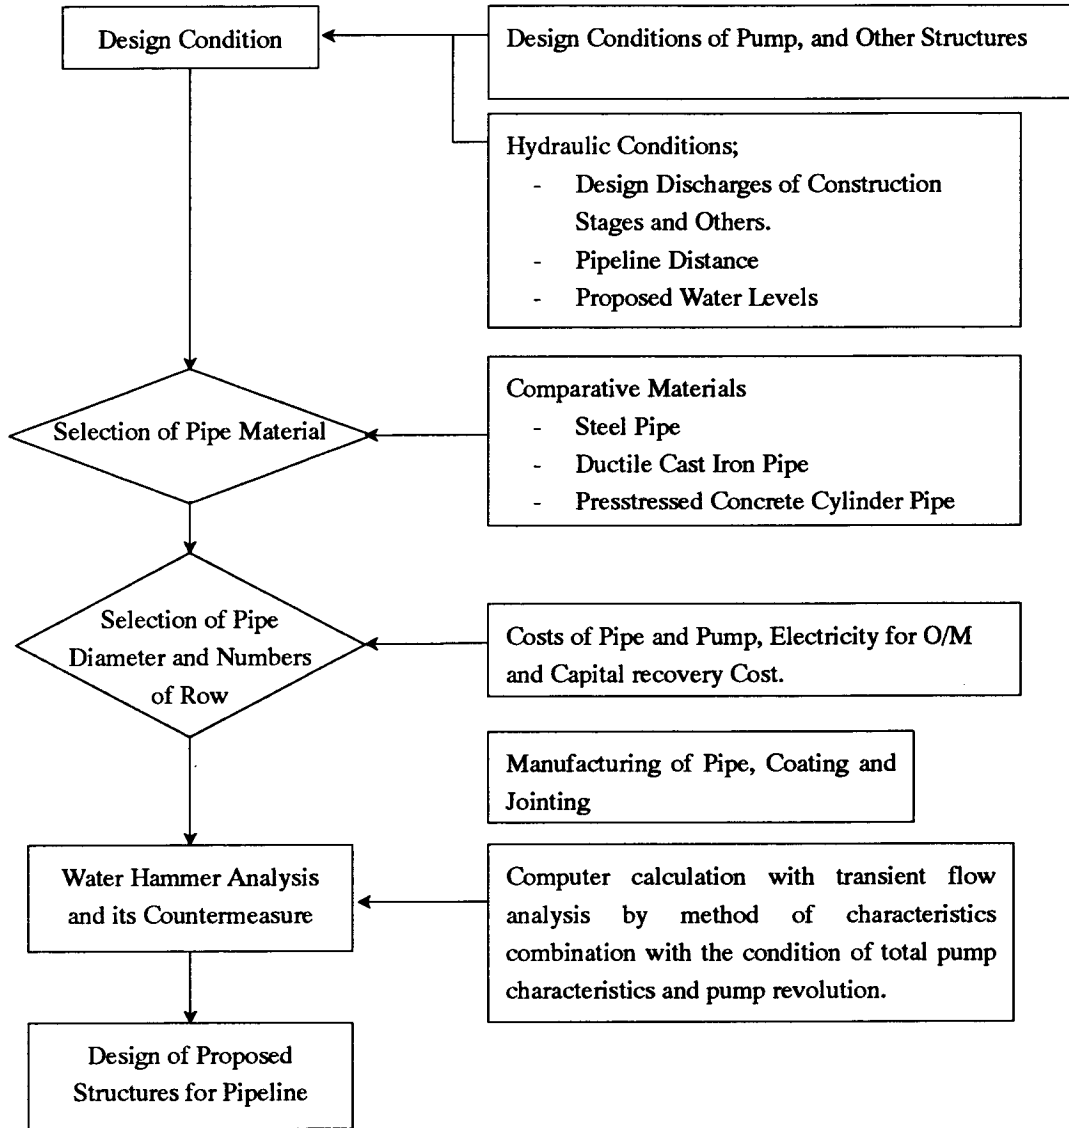 Design Condition
Design Conditions of Pump, and Other Structures
Hydraulic Conditions;
- Design Discharges of Construction
Stages and Others.
- Pipeline Distance
- Proposed Water Levels
Selection of Pipe Material
Comparative Materials
- Steel Pipe
- Ductile Cast Iron Pipe
- Presstressed Concrete Cylinder Pipe
Selection of Pipe
Diameter and Numbers
of Row
Costs of Pipe and Pump, Electricity for O/M
and Capital recovery Cost.
Manufacturing of Pipe, Coating and
Jointing
Water Hammer Analysis
and its Countermeasure
Computer calculation with transient flow
analysis by method of characteristics
combination with the condition of total pump
characteristics and pump revolution.
Design of Proposed
Structures for Pipeline